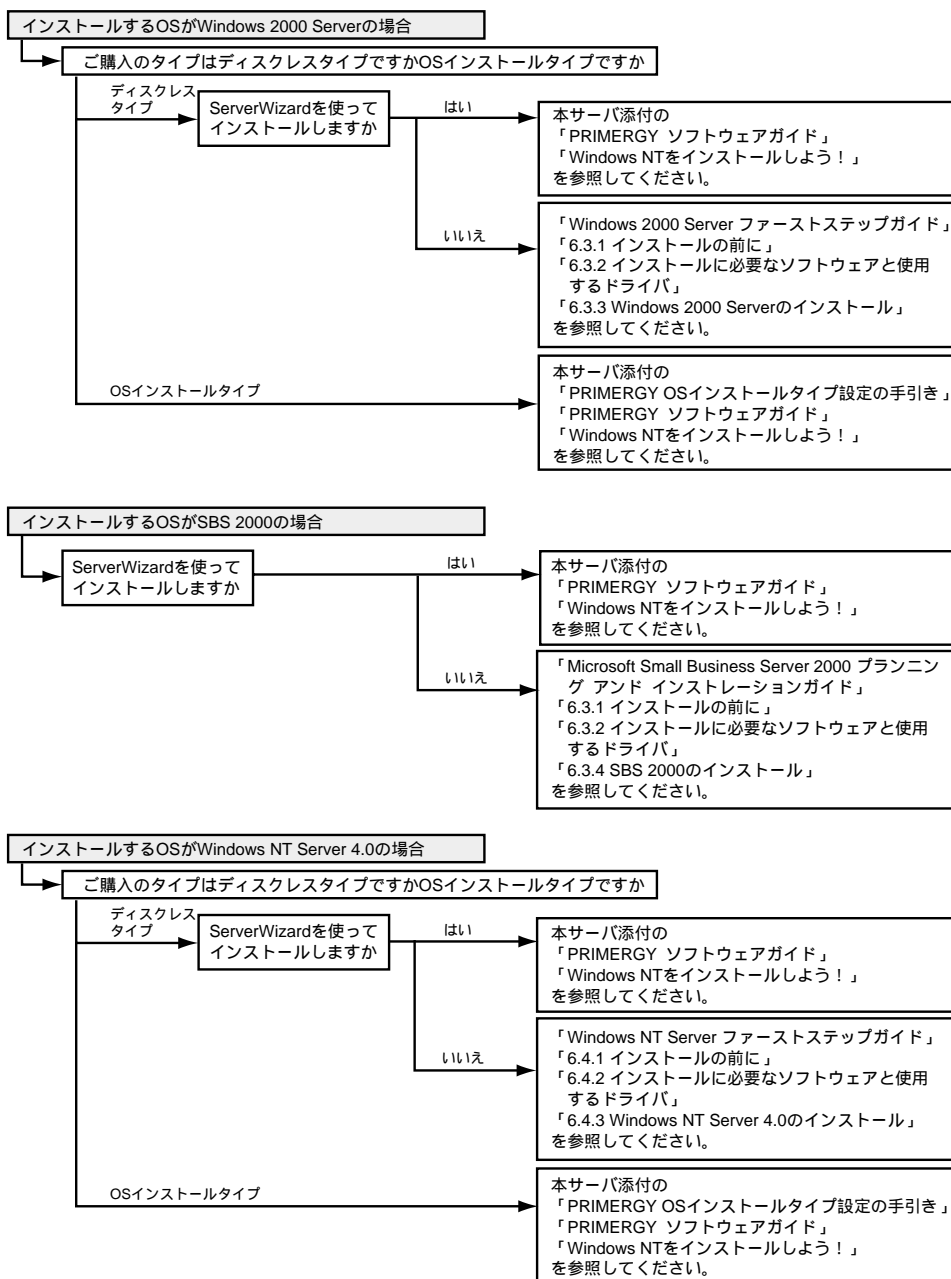 インストールするOSがWindows 2000 Serverの場合
ご購入のタイプはディスクレスタイプですかOSインストールタイプですか
ディスクレス
タイプ
ServerWizardを使って
インストールしますか
はい
本サーバ添付の
「PRIMERGY ソフトウェアガイド」
「Windows NTをインストールしよう！」
を参照してください。
いいえ
「Windows 2000 Server ファーストステップガイド」
「6.3.1 インストールの前に」
「6.3.2 インストールに必要なソフトウェアと使用
するドライバ」
「6.3.3 Windows 2000 Serverのインストール」
を参照してください。
OSインストールタイプ
本サーバ添付の
「PRIMERGY OSインストールタイプ設定の手引き」
「PRIMERGY ソフトウェアガイド」
「Windows NTをインストールしよう！」
を参照してください。
インストールするOSがSBS 2000の場合
ServerWizardを使って
インストールしますか
はい
本サーバ添付の
「PRIMERGY ソフトウェアガイド」
「Windows NTをインストールしよう！」
を参照してください。
いいえ
「Microsoft Small Business Server 2000 プランニン
グ アンド インストレーションガイド」
「6.3.1 インストールの前に」
「6.3.2 インストールに必要なソフトウェアと使用
するドライバ」
「6.3.4 SBS 2000のインストール」
を参照してください。
インストールするOSがWindows NT Server 4.0の場合
ご購入のタイプはディスクレスタイプですかOSインストールタイプですか
ディスクレス
タイプ
ServerWizardを使って
インストールしますか
はい
本サーバ添付の
「PRIMERGY ソフトウェアガイド」
「Windows NTをインストールしよう！」
を参照してください。
いいえ
「Windows NT Server ファーストステップガイド」
「6.4.1 インストールの前に」
「6.4.2 インストールに必要なソフトウェアと使用
するドライバ」
「6.4.3 Windows NT Server 4.0のインストール」
を参照してください。
OSインストールタイプ
本サーバ添付の
「PRIMERGY OSインストールタイプ設定の手引き」
「PRIMERGY ソフトウェアガイド」
「Windows NTをインストールしよう！」
を参照してください。